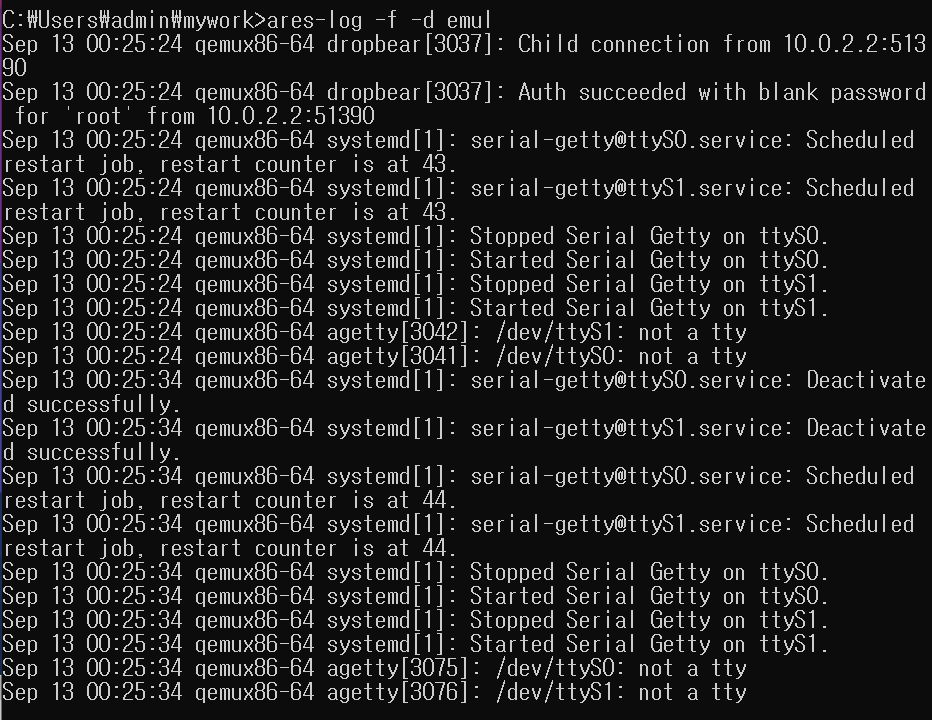 C:₩Users₩admin₩mywork>ares-log -f -d emul
Sep 13 00:25:24 qemux86-64 dropbear[3037]: Child connection from 10.0.2.2:513
90
Sep 13 00:25:24 qemux86-64 dropbear[3037]: Auth succeeded with blank password
 for 'root' from 10.0.2.2:51390
Sep 13 00:25:24 qemux86-64 systemd[1]: serial-getty@ttyS0.service: Scheduled
restart job, restart counter is at 43.
Sep 13 00:25:24 qemux86-64 systemd[1]: serial-getty@ttyS1.service: Scheduled
restart job, restart counter is at 43.
Sep 13 00:25:24 qemux86-64 systemd[1]: Stopped Serial Getty on ttyS0.
Sep 13 00:25:24 qemux86-64 systemd[1]: Started Serial Getty on ttyS0.
Sep 13 00:25:24 qemux86-64 systemd[1]: Stopped Serial Getty on ttyS1.
Sep 13 00:25:24 qemux86-64 systemd[1]: Started Serial Getty on ttyS1.
Sep 13 00:25:24 qemux86-64 agetty[3042]: /dev/ttyS1: not a tty
Sep 13 00:25:24 qemux86-64 agetty[3041]: /dev/ttyS0: not a tty
Sep 13 00:25:34 qemux86-64 systemd[1]: serial-getty@ttyS0.service: Deactivate
d successfully.
Sep 13 00:25:34 qemux86-64 systemd[1]: serial-getty@ttyS1.service: Deactivate
d successfully.
Sep 13 00:25:34 qemux86-64 systemd[1]: serial-getty@ttyS0.service: Scheduled
restart job, restart counter is at 44.
Sep 13 00:25:34 qemux86-64 systemd[1]: serial-getty@ttyS1.service: Scheduled
restart job, restart counter is at 44.
Sep 13 00:25:34 qemux86-64 systemd[1]: Stopped Serial Getty on ttyS0.
Sep 13 00:25:34 qemux86-64 systemd[1]: Started Serial Getty on ttyS0.
Sep 13 00:25:34 qemux86-64 systemd[1]: Stopped Serial Getty on ttyS1.
Sep 13 00:25:34 qemux86-64 systemd[1]: Started Serial Getty on ttyS1.
Sep 13 00:25:34 qemux86-64 agetty[3075]: /dev/ttyS0: not a tty
Sep 13 00:25:34 qemux86-64 agetty[3076]: /dev/ttyS1: not a tty